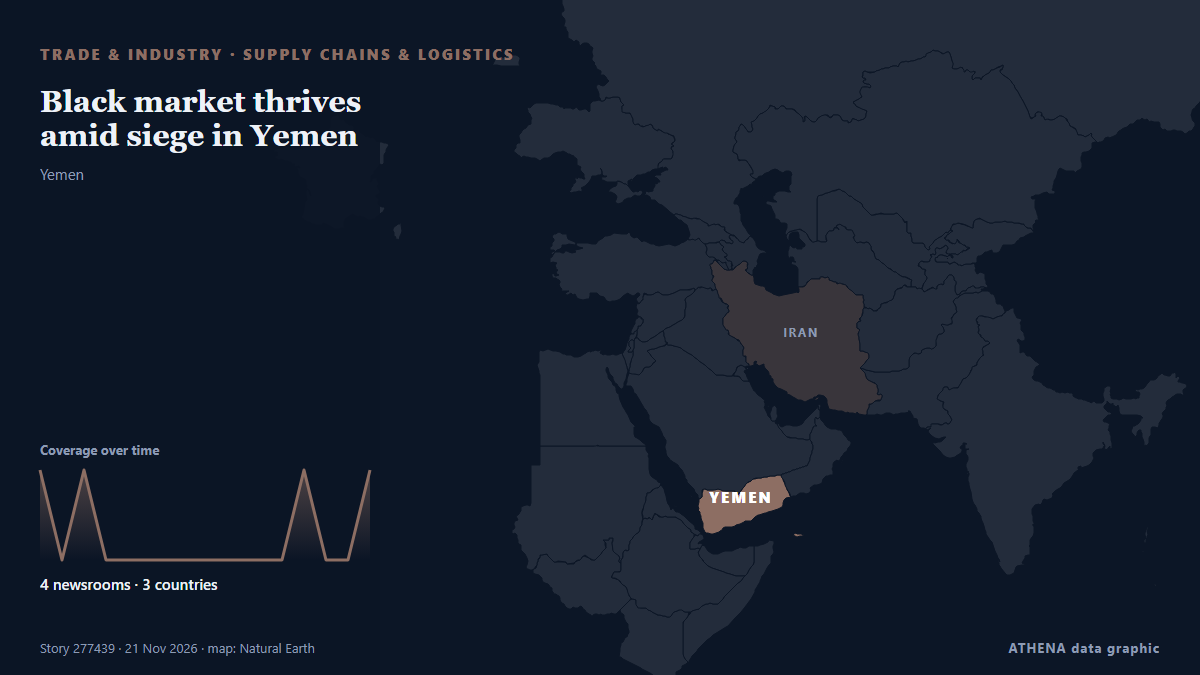 TRADE & INDUSTRY · SUPPLY CHAINS & LOGISTICS
Black market thrives
amid siege in Yemen
Yemen
IRAN
YEMEN
Coverage over time
4 newsrooms · 3 countries
Story 277439 · 21 Nov 2026 · map: Natural Earth
ATHENA data graphic